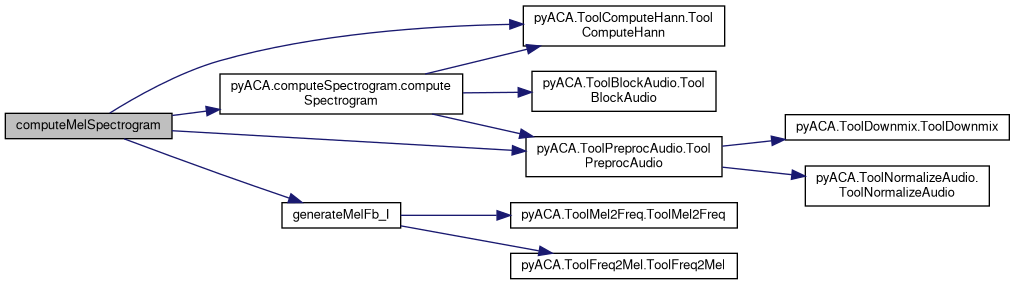 computeMelSpectrogram
pyACA.computeSpectrogram.compute
Spectrogram
pyACA.ToolComputeHann.Tool
ComputeHann
pyACA.ToolBlockAudio.Tool
BlockAudio
pyACA.ToolPreprocAudio.Tool
PreprocAudio
pyACA.ToolDownmix.ToolDownmix
pyACA.ToolNormalizeAudio.
ToolNormalizeAudio
generateMelFb_I
pyACA.ToolMel2Freq.ToolMel2Freq
pyACA.ToolFreq2Mel.ToolFreq2Mel